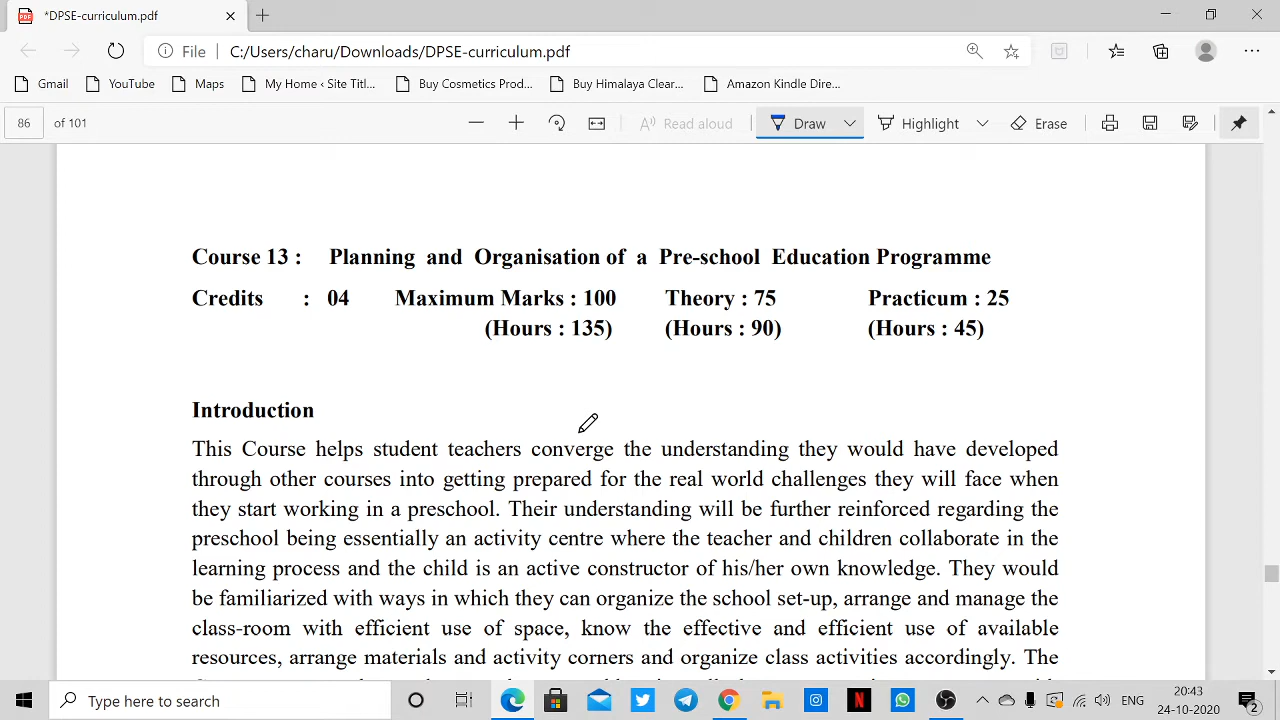 *DPSE-curriculum.pdf
File C:/Users/charu/Downloads/DPSE-curriculum.pdf
Gmail YouTube Maps My Home ‹ Site Titl... Buy Cosmetics Prod... Buy Himalaya Clear... Amazon Kindle Dire...
86 of 101 Read aloud Draw Highlight Erase
Course 13 : Planning and Organisation of a Pre-school Education Programme
Credits : 04 Maximum Marks : 100 Theory : 75 Practicum : 25
(Hours : 135) (Hours : 90) (Hours : 45)
Introduction
This Course helps student teachers converge the understanding they would have developed
through other courses into getting prepared for the real world challenges they will face when
they start working in a preschool. Their understanding will be further reinforced regarding the
preschool being essentially an activity centre where the teacher and children collaborate in the
learning process and the child is an active constructor of his/her own knowledge. They would
be familiarized with ways in which they can organize the school set-up, arrange and manage the
class-room with efficient use of space, know the effective and efficient use of available
resources, arrange materials and activity corners and organize class activities accordingly. The
Type here to search ENG 20:43
24-10-2020 2